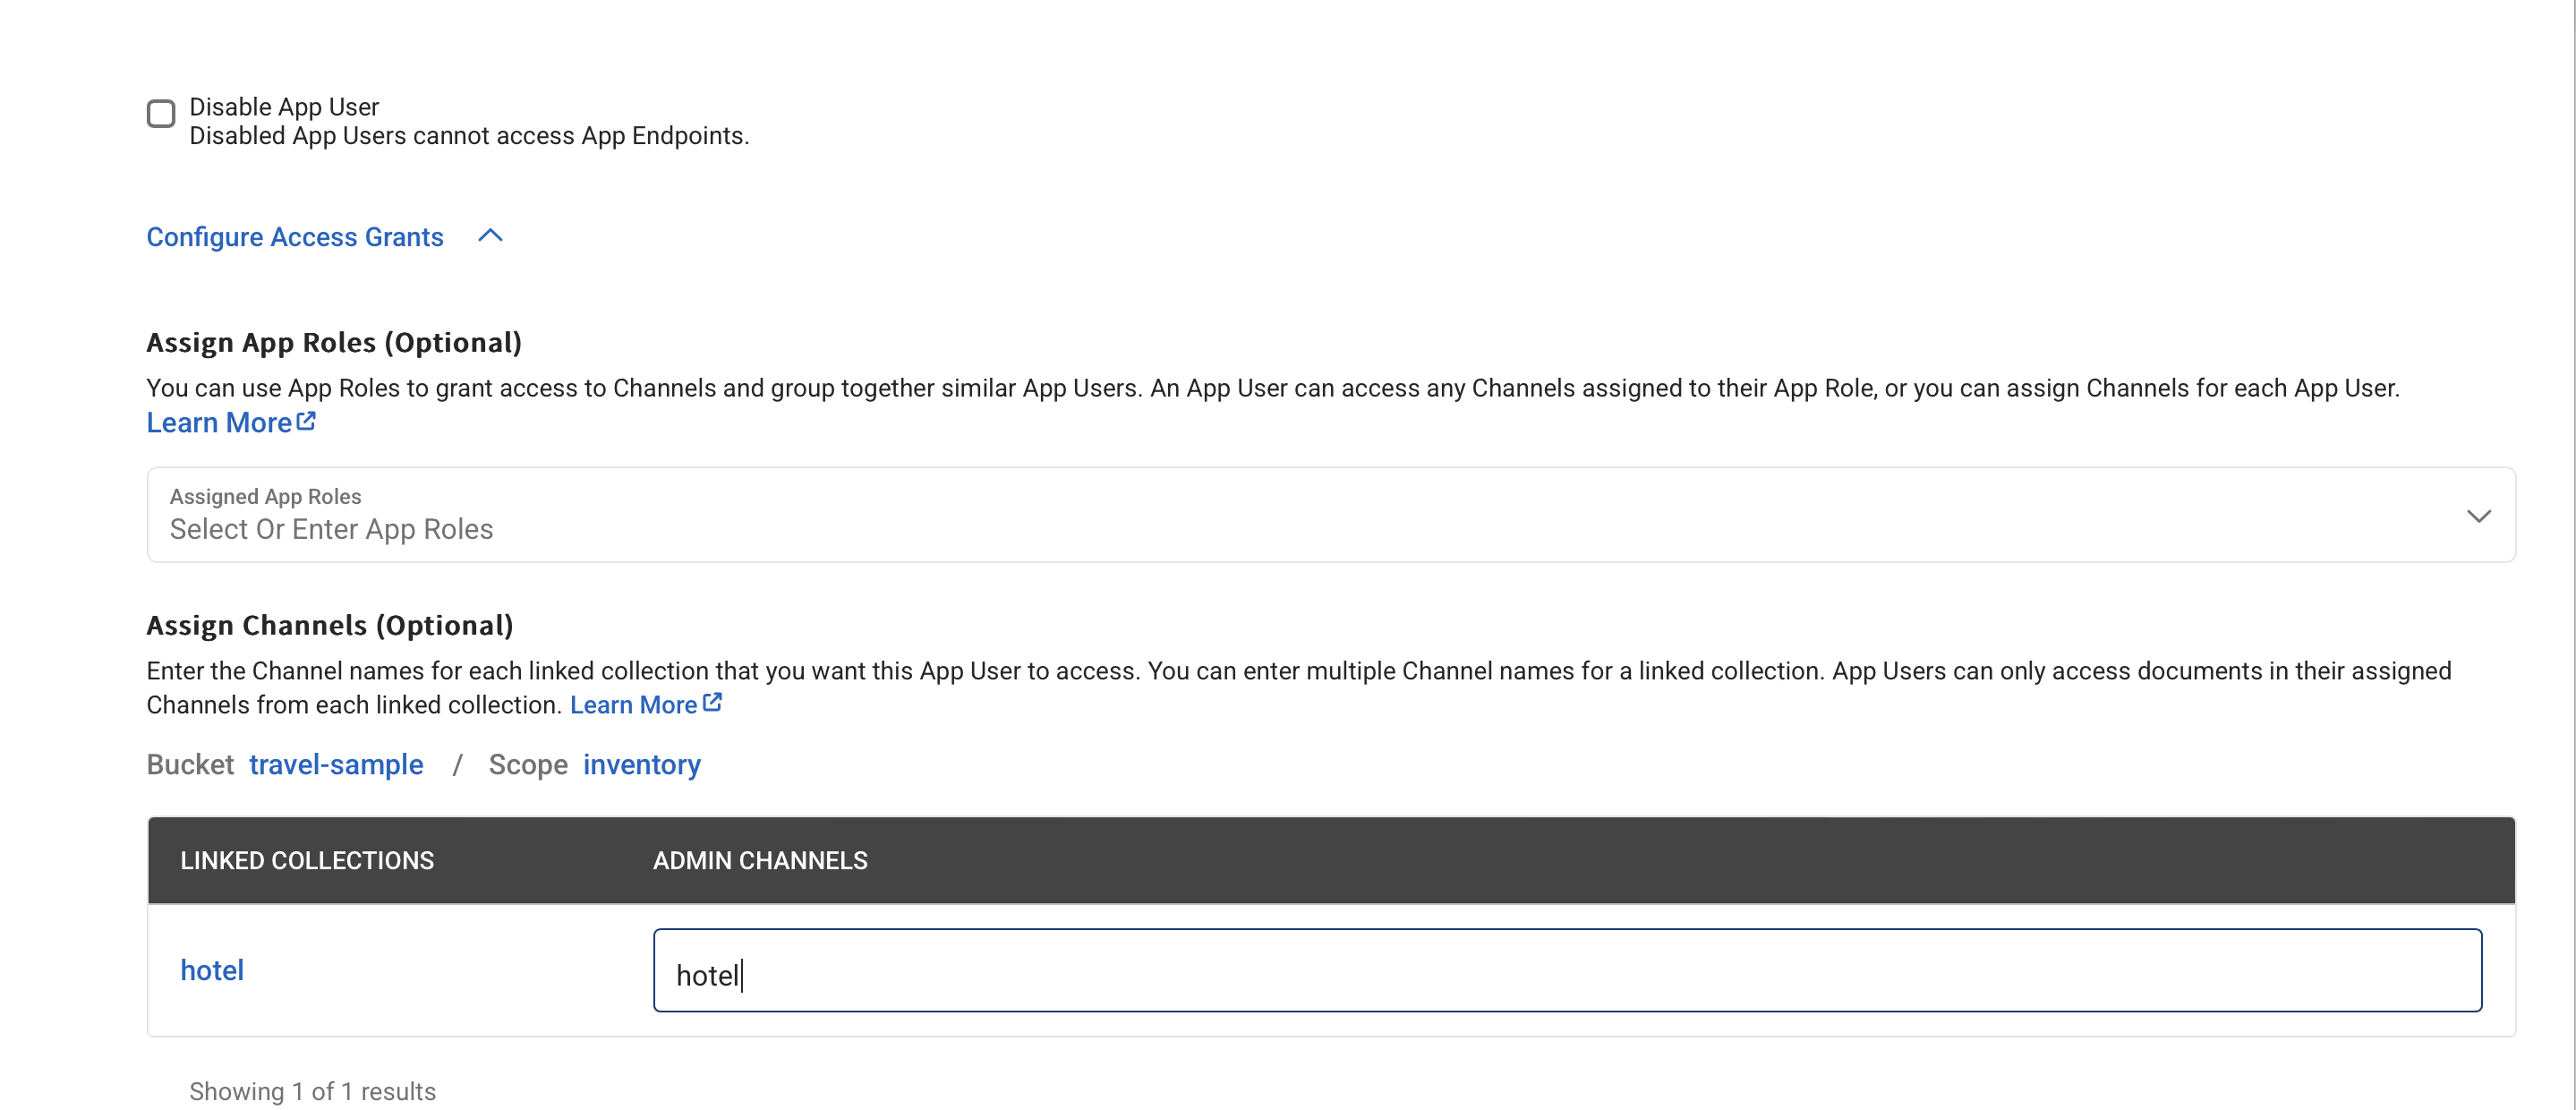 Disable App User
Disabled App Users cannot access App Endpoints.
Configure Access Grants
Assign App Roles (Optional)
You can use App Roles to grant access to Channels and group together similar App Users. An App User can access any Channels assigned to their App Role, or you can assign Channels for each App User.
Learn More
Assigned App Roles
Select Or Enter App Roles
Assign Channels (Optional)
Enter the Channel names for each linked collection that you want this App User to access. You can enter multiple Channel names for a linked collection. App Users can only access documents in their assigned
Channels from each linked collection. Learn More
Bucket travel-sample / Scope inventory
LINKED COLLECTIONS ADMIN CHANNELS
hotel hotel
Showing 1 of 1 results